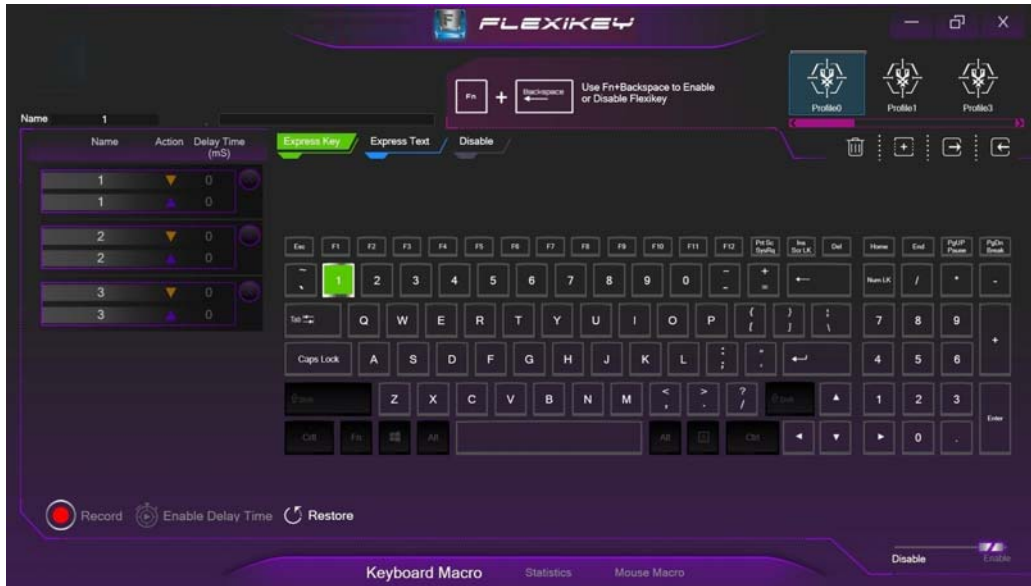 FLEXIKEY
Fn + Backspace Use Fn+Backspace to Enable
or Disable Flexikey
Profile0 Profile1 Profile3
Name 1
Name Action Delay Time
(mS)
Express Key Express Text Disable
1 0
1 0
2 0
2 0
3 0
3 0
Esc F1 F2 F3 F4 F5 F6 F7 F8 F9 F10 F11 F12 Prt Sc SysRq Ins Scr LK Del Home End PgUP Pause PgDn Break
~ ` 1 2 3 4 5 6 7 8 9 0 - _ + = ← Num LK / * -
Tab Q W E R T Y U I O P ( [ ) ] : \ 7 8 9 +
Caps Lock A S D F G H J K L : ; 4 5 6
Shift Z X C V B N M < , > . ? / Shift ▲ 1 2 3 Enter
Ctrl Fn Alt Alt Ctrl ◄ ▼ ► 0 .
Record Enable Delay Time Restore
Disable Enable
Keyboard Macro Statistics Mouse Macro